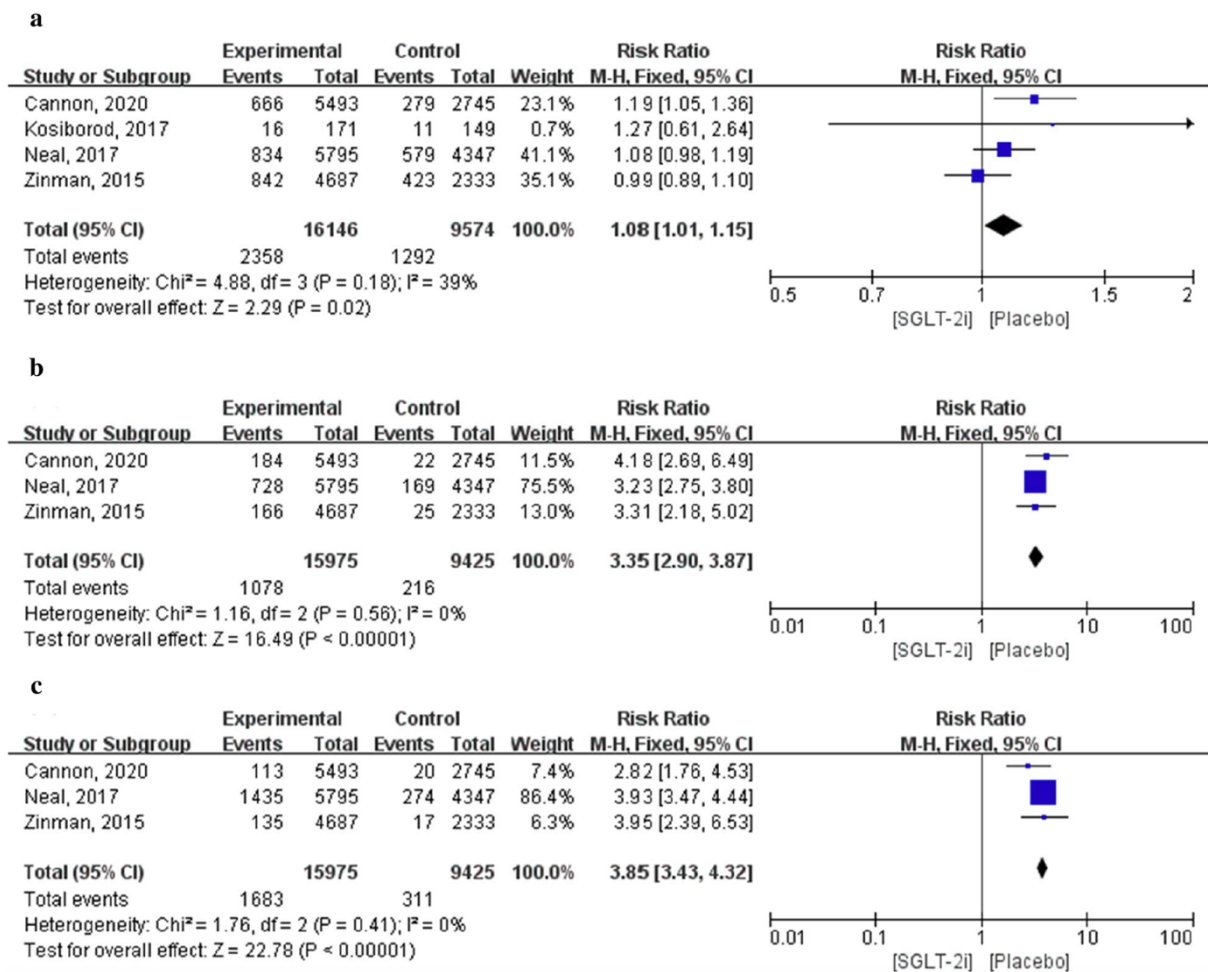 a
Experimental Control Risk Ratio Risk Ratio
Study or Subgroup Events Total Events Total Weight M-H, Fixed, 95% CI M-H, Fixed, 95% CI
Cannon, 2020 666 5493 279 2745 23.1% 1.19 [1.05, 1.36]
Kosiborod, 2017 16 171 11 149 0.7% 1.27 [0.61, 2.64]
Neal, 2017 834 5795 579 4347 41.1% 1.08 [0.98, 1.19]
Zinman, 2015 842 4687 423 2333 35.1% 0.99 [0.89, 1.10]
Total (95% CI) 16146 9574 100.0% 1.08 [1.01, 1.15]
Total events 2358 1292
Heterogeneity: Chi² = 4.88, df = 3 (P = 0.18); I² = 39%
Test for overall effect: Z = 2.29 (P = 0.02)
0.5 0.7 1 1.5 2
[SGLT-2i] [Placebo]
b
Experimental Control Risk Ratio Risk Ratio
Study or Subgroup Events Total Events Total Weight M-H, Fixed, 95% CI M-H, Fixed, 95% CI
Cannon, 2020 184 5493 22 2745 11.5% 4.18 [2.69, 6.49]
Neal, 2017 728 5795 169 4347 75.5% 3.23 [2.75, 3.80]
Zinman, 2015 166 4687 25 2333 13.0% 3.31 [2.18, 5.02]
Total (95% CI) 15975 9425 100.0% 3.35 [2.90, 3.87]
Total events 1078 216
Heterogeneity: Chi² = 1.16, df = 2 (P = 0.56); I² = 0%
Test for overall effect: Z = 16.49 (P < 0.00001)
0.01 0.1 1 10 100
[SGLT-2i] [Placebo]
c
Experimental Control Risk Ratio Risk Ratio
Study or Subgroup Events Total Events Total Weight M-H, Fixed, 95% CI M-H, Fixed, 95% CI
Cannon, 2020 113 5493 20 2745 7.4% 2.82 [1.76, 4.53]
Neal, 2017 1435 5795 274 4347 86.4% 3.93 [3.47, 4.44]
Zinman, 2015 135 4687 17 2333 6.3% 3.95 [2.39, 6.53]
Total (95% CI) 15975 9425 100.0% 3.85 [3.43, 4.32]
Total events 1683 311
Heterogeneity: Chi² = 1.76, df = 2 (P = 0.41); I² = 0%
Test for overall effect: Z = 22.78 (P < 0.00001)
0.01 0.1 1 10 100
[SGLT-2i] [Placebo]